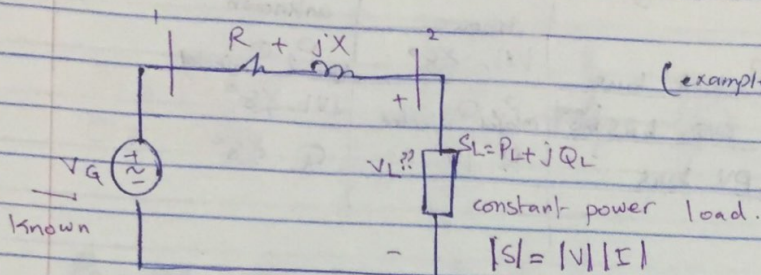 1 2
R + jX
(exampl
+
VL?? SL=PL+jQL
VG + ~ -
Known
constant power load.
-
|S| = |V| |I|